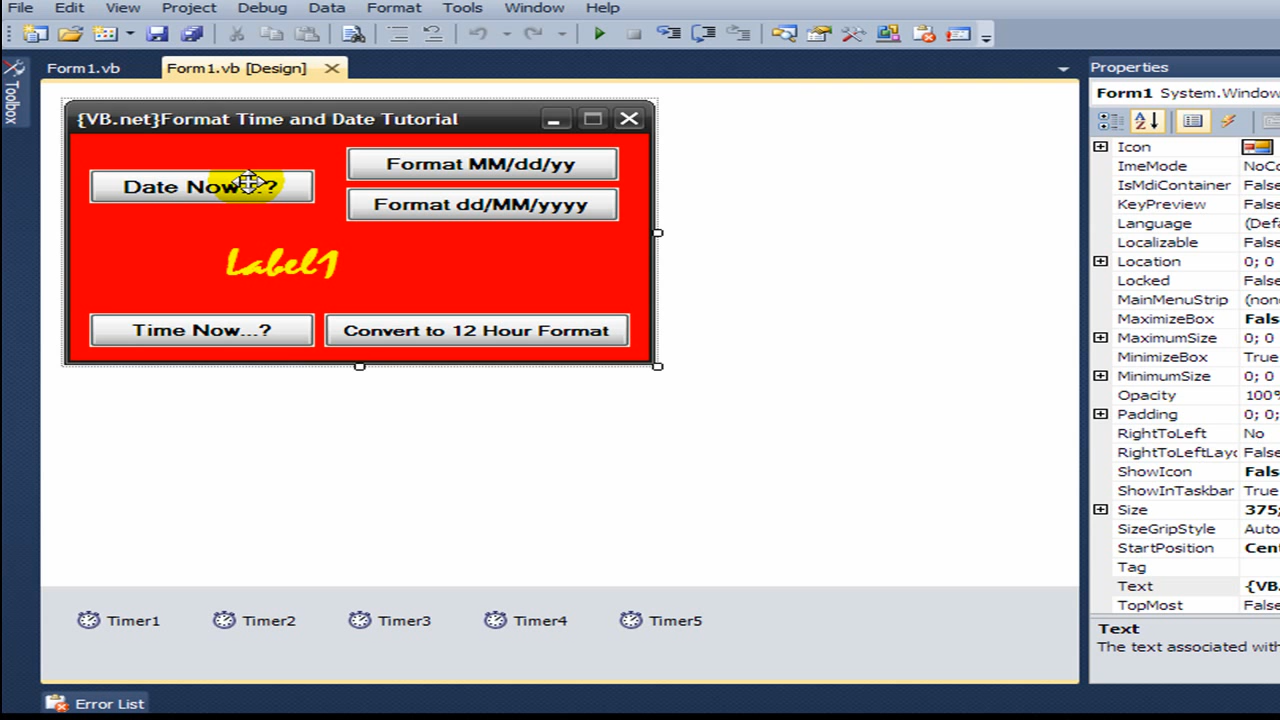 File Edit View Project Debug Data Format Tools Window Help
Toolbox
Form1.vb
Form1.vb [Design]
{VB.net}Format Time and Date Tutorial
Date Now...?
Format MM/dd/yy
Format dd/MM/yyyy
Label1
Time Now...?
Convert to 12 Hour Format
Timer1 Timer2 Timer3 Timer4 Timer5
Error List
Properties
Form1 System.Window
Icon
ImeMode NoCo
IsMdiContainer False
KeyPreview False
Language (Defa
Localizable False
Location 0; 0
Locked False
MainMenuStrip (none
MaximizeBox Fals
MaximumSize 0; 0
MinimizeBox True
MinimumSize 0; 0
Opacity 100%
Padding 0; 0;
RightToLeft No
RightToLeftLayo False
ShowIcon Fals
ShowInTaskbar True
Size 375;
SizeGripStyle Auto
StartPosition Cent
Tag
Text {VB.
TopMost False
Text
The text associated with